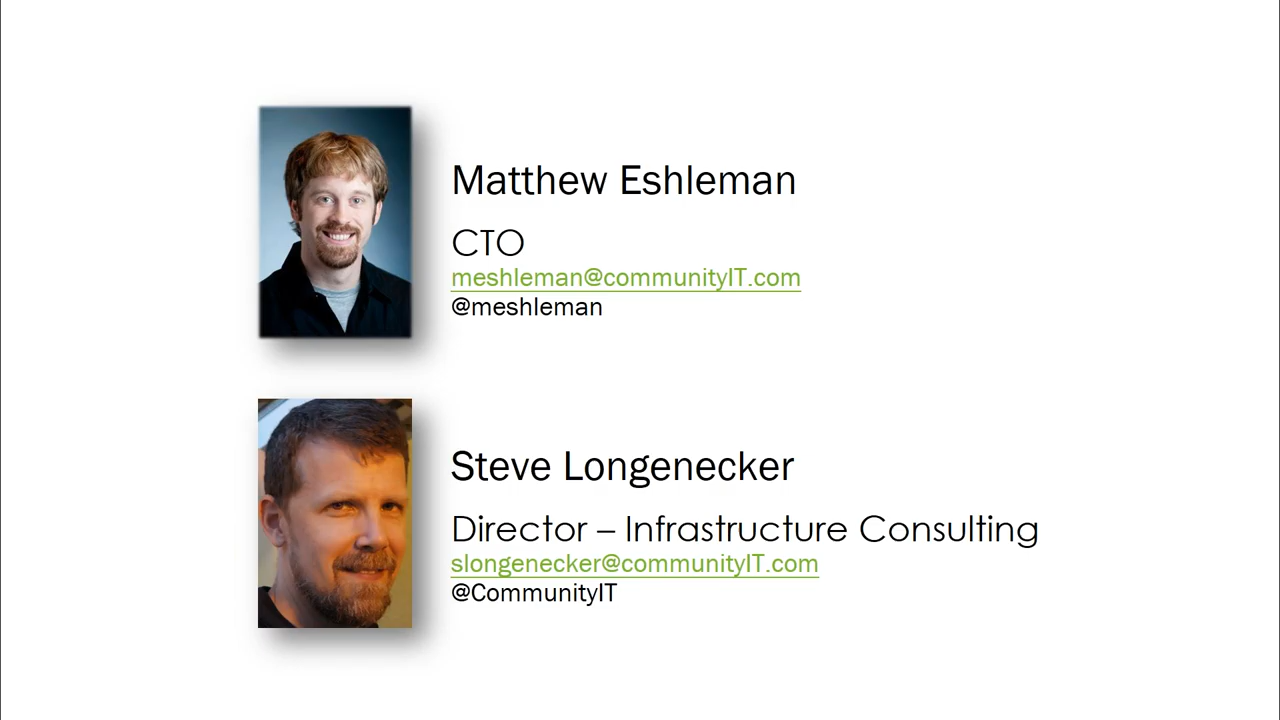 Matthew Eshleman
CTO
meshleman@communityIT.com
@meshleman
Steve Longenecker
Director – Infrastructure Consulting
slongenecker@communityIT.com
@CommunityIT